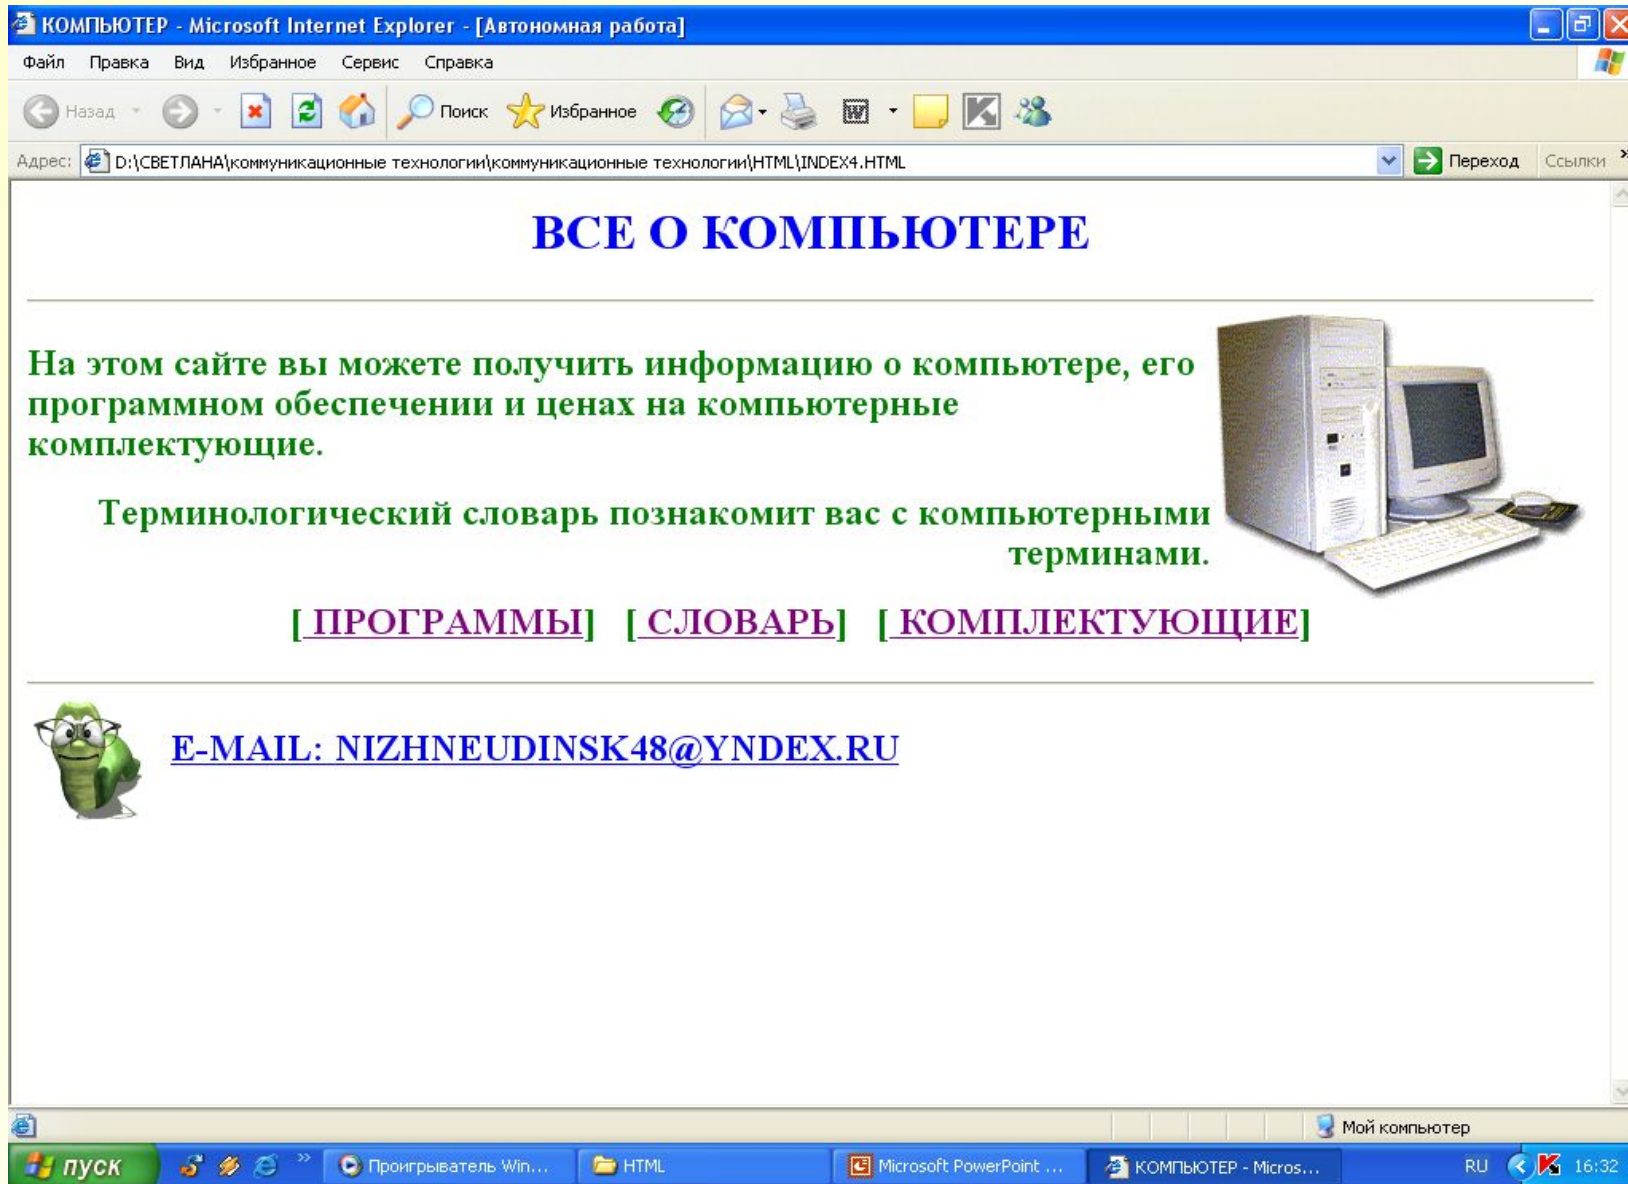 КОМПЬЮТЕР - Microsoft Internet Explorer - [Автономная работа]
Файл Правка Вид Избранное Сервис Справка
Назад Поиск Избранное
Адрес: D:\СВЕТЛАНА\коммуникационные технологии\коммуникационные технологии\HTML\INDEX4.HTML Переход Ссылки »
ВСЕ О КОМПЬЮТЕРЕ
На этом сайте вы можете получить информацию о компьютере, его
программном обеспечении и ценах на компьютерные
комплектующие.
Терминологический словарь познакомит вас с компьютерными
терминами.
[ ПРОГРАММЫ] [ СЛОВАРЬ] [ КОМПЛЕКТУЮЩИЕ]
E-MAIL: NIZHNEUDINSK48@YNDEX.RU
Мой компьютер
пуск » Проигрыватель Win... HTML Microsoft PowerPoint ... КОМПЬЮТЕР - Micros... RU 16:32